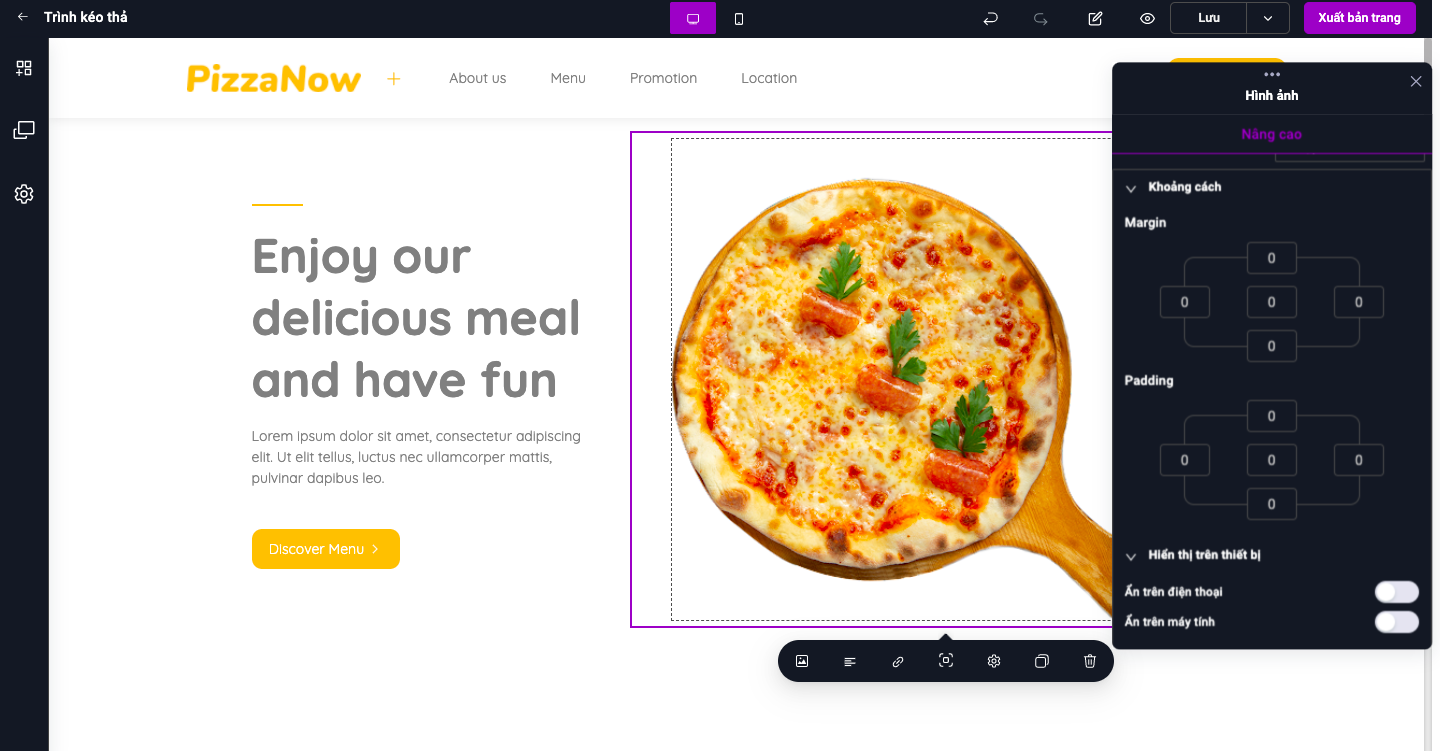 Trình kéo thả
Lưu
Xuất bản trang
PizzaNow
About us
Menu
Promotion
Location
Enjoy our
delicious meal
and have fun
Lorem ipsum dolor sit amet, consectetur adipiscing
elit. Ut elit tellus, luctus nec ullamcorper mattis,
pulvinar dapibus leo.
Discover Menu
Hình ảnh
Nâng cao
Khoảng cách
Margin
0
0 0 0
0
Padding
0
0 0 0
0
Hiển thị trên thiết bị
Ẩn trên điện thoại
Ẩn trên máy tính